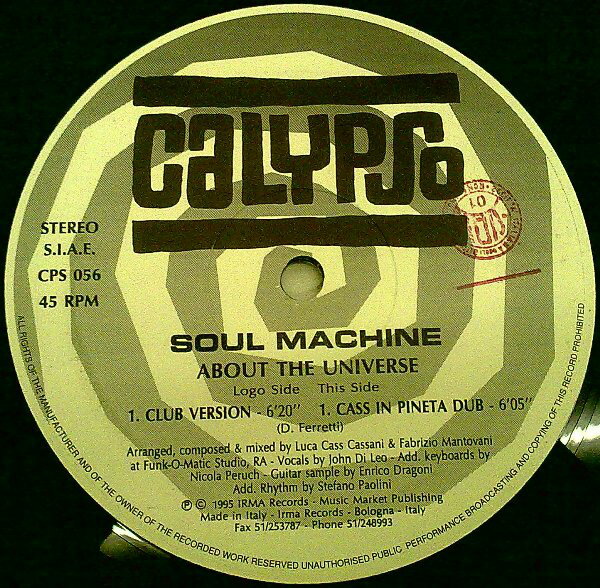 CALYPSO
STEREO
S.I.A.E.
CPS 056
45 RPM
SOUL MACHINE
ABOUT THE UNIVERSE
Logo Side This Side
1. CLUB VERSION - 6'20" 1. CASS IN PINETA DUB - 6'05"
(D. Ferretti)
Arranged, composed & mixed by Luca Cass Cassani & Fabrizio Mantovani
at Funk-O-Matic Studio, RA - Vocals by John Di Leo - Add. keyboards by
Nicola Peruch - Guitar sample by Enrico Dragoni
Add. Rhythm by Stefano Paolini
℗ © 1995 IRMA Records - Music Market Publishing
Made in Italy - Irma Records - Bologna - Italy
Fax 51/253787 - Phone 51/248993
ALL RIGHTS OF THE MANUFACTURER AND OF THE OWNER OF THE RECORDED WORK RESERVED UNAUTHORISED PUBLIC PERFORMANCE BROADCASTING AND COPYING OF THIS RECORD PROHIBITED